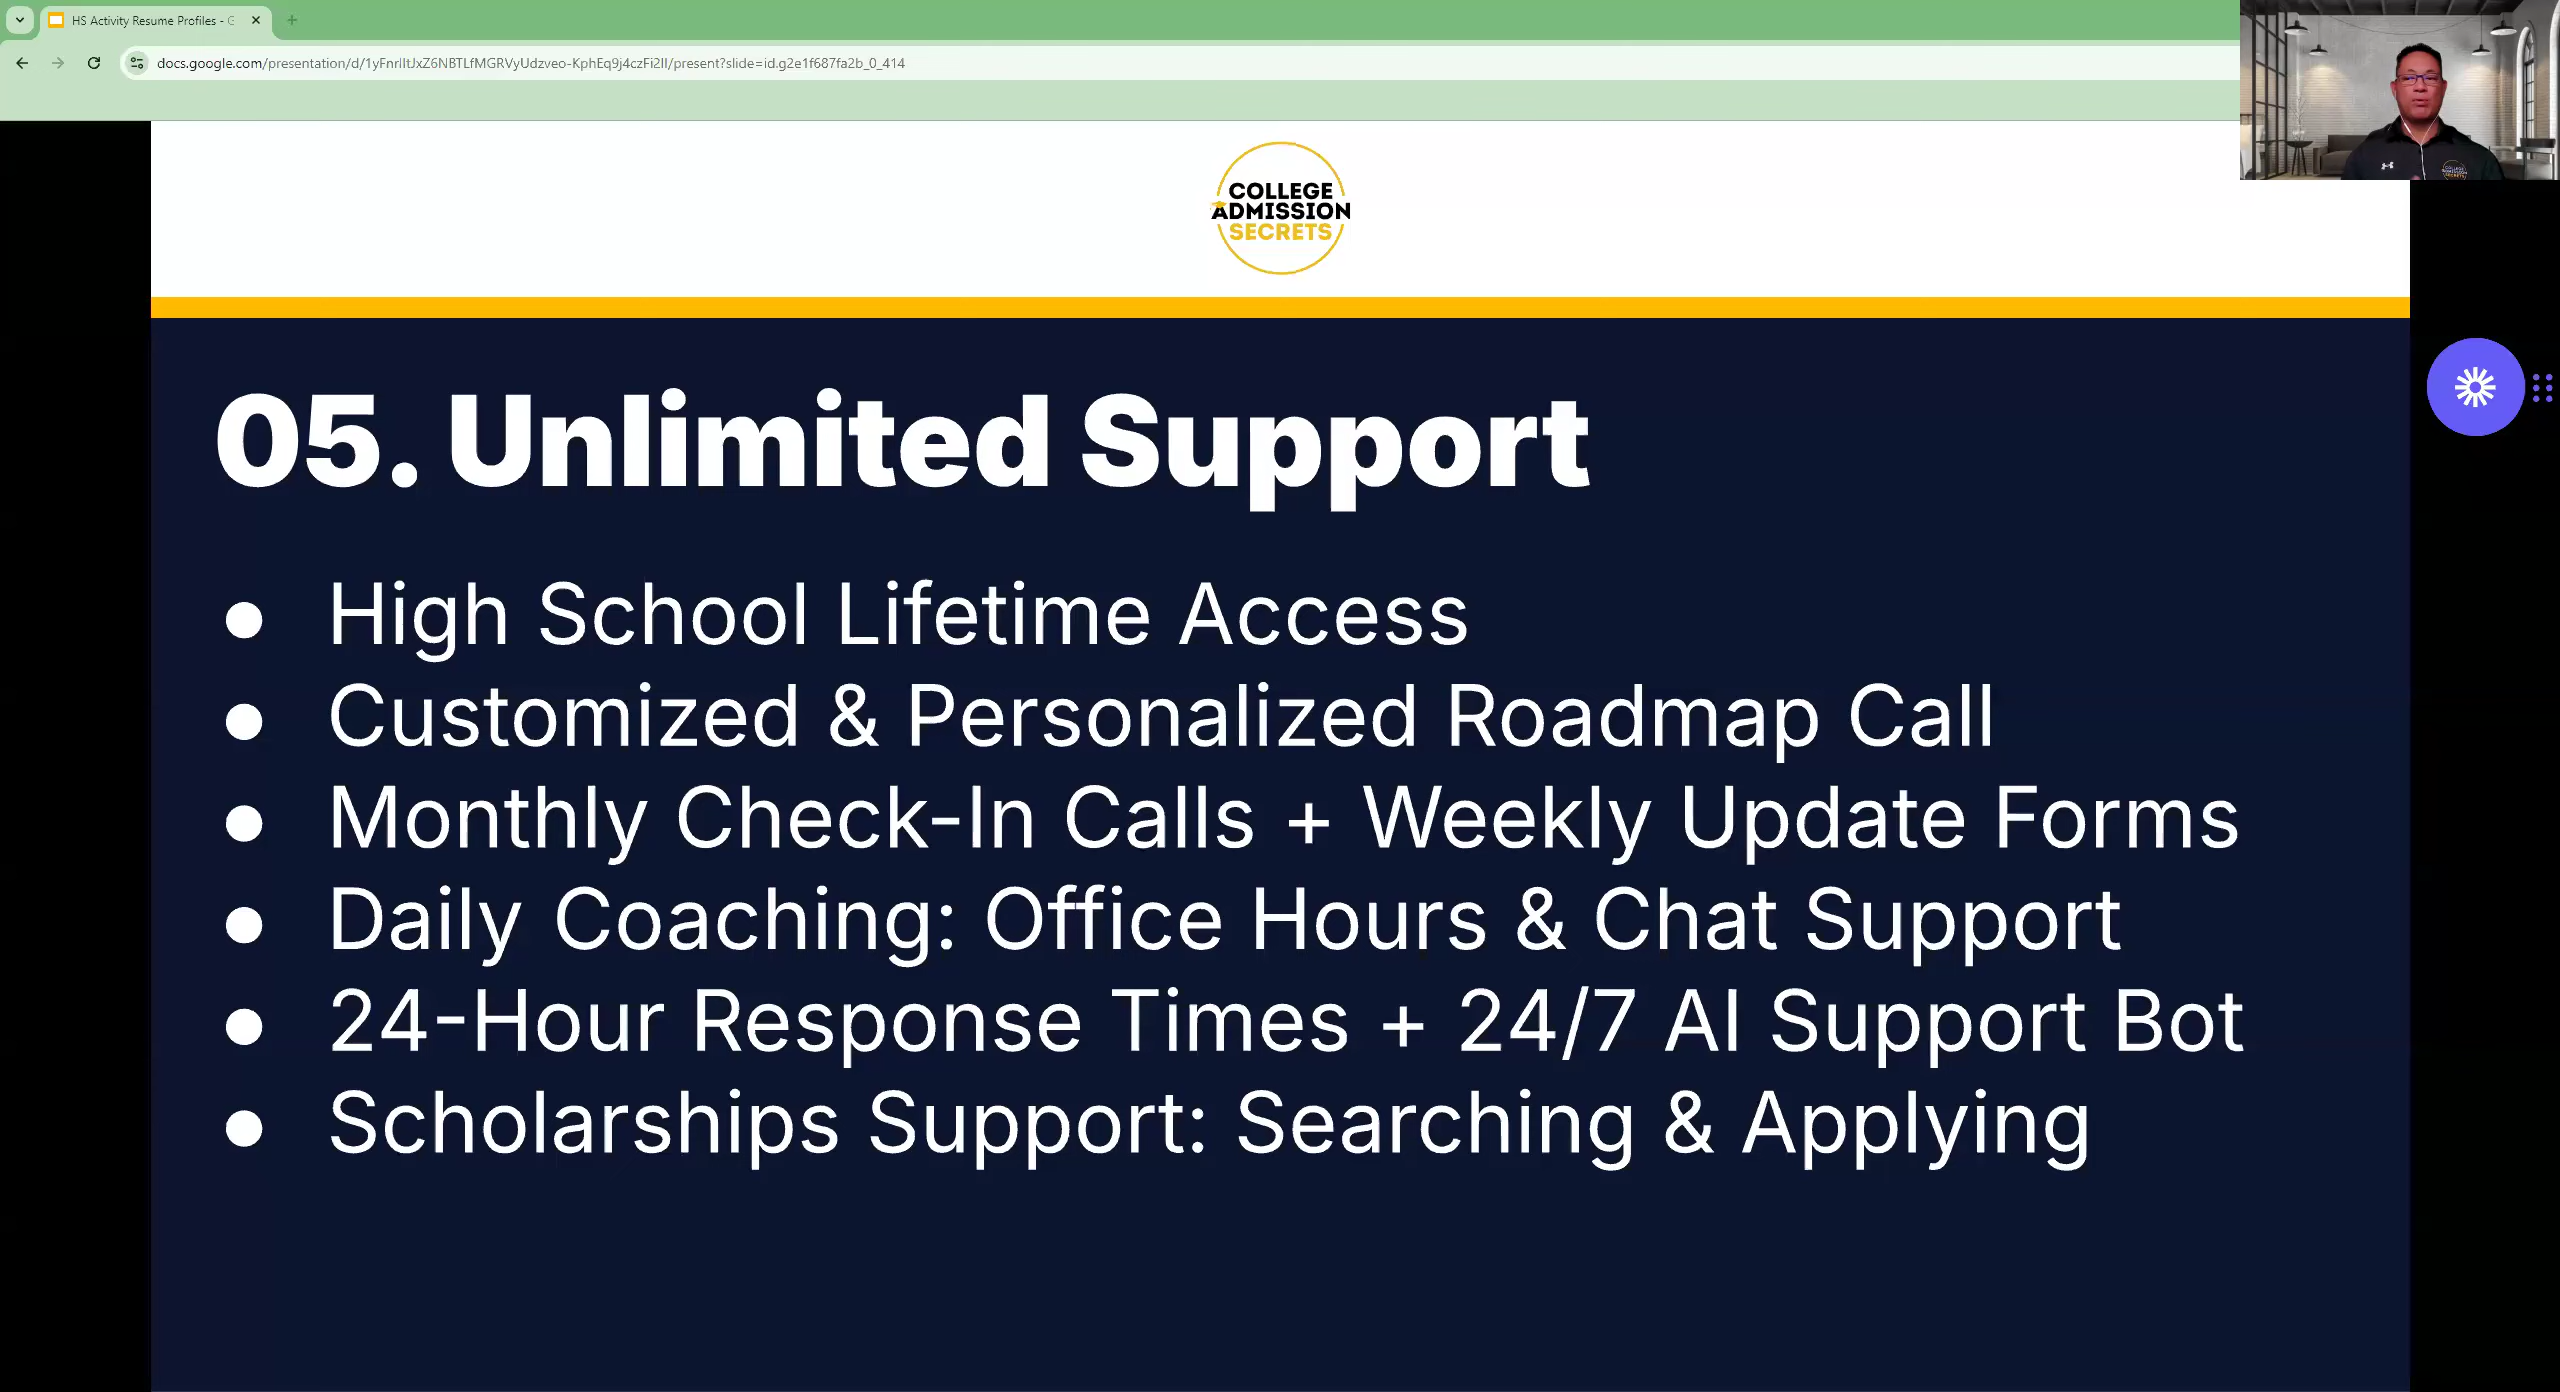 HS Activity Resume Profiles - G
docs.google.com/presentation/d/1yFnrlItJxZ6NBTLfMGRVyUdzveo-KphEq9j4czFi2lI/present?slide=id.g2e1f687fa2b_0_414
COLLEGE
ADMISSION
SECRETS
05. Unlimited Support
● High School Lifetime Access
● Customized & Personalized Roadmap Call
● Monthly Check-In Calls + Weekly Update Forms
● Daily Coaching: Office Hours & Chat Support
● 24-Hour Response Times + 24/7 AI Support Bot
● Scholarships Support: Searching & Applying